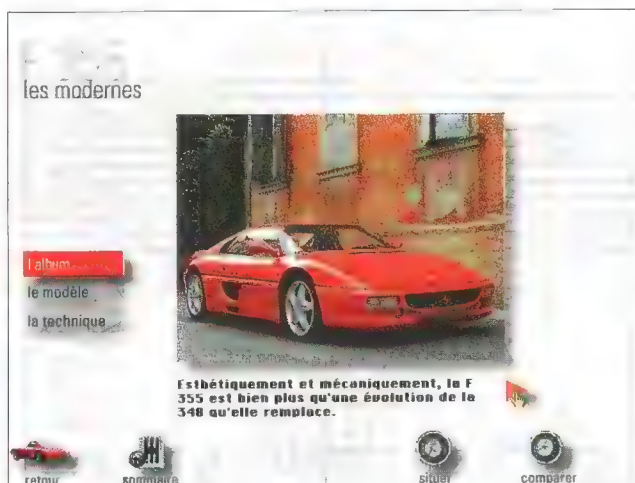 les modernes
l'album
le modèle
la technique
Esthétiquement et mécaniquement, la F
355 est bien plus qu'une évolution de la
348 qu'elle remplace.
retour
sommaire
situer
comparer